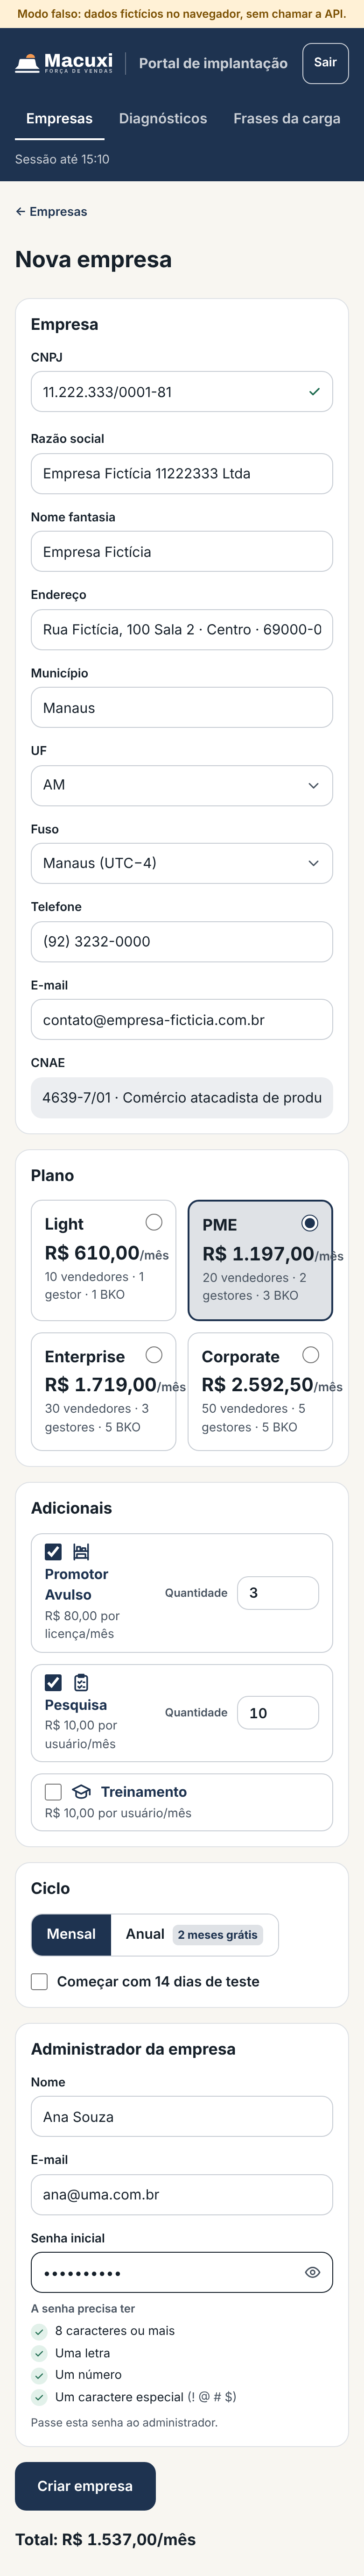 Modo falso: dados fictícios no navegador, sem chamar a API.
Macuxi
FORÇA DE VENDAS
Portal de implantação
Sair
Empresas
Diagnósticos
Frases da carga
Sessão até 15:10
← Empresas
Nova empresa
Empresa
CNPJ
11.222.333/0001-81
Razão social
Empresa Fictícia 11222333 Ltda
Nome fantasia
Empresa Fictícia
Endereço
Rua Fictícia, 100 Sala 2 · Centro · 69000-0
Município
Manaus
UF
AM
Fuso
Manaus (UTC−4)
Telefone
(92) 3232-0000
E-mail
contato@empresa-ficticia.com.br
CNAE
4639-7/01 · Comércio atacadista de produ
Plano
Light
R$ 610,00/mês
10 vendedores · 1
gestor · 1 BKO
PME
R$ 1.197,00/mês
20 vendedores · 2
gestores · 3 BKO
Enterprise
R$ 1.719,00/mês
30 vendedores · 3
gestores · 5 BKO
Corporate
R$ 2.592,50/mês
50 vendedores · 5
gestores · 5 BKO
Adicionais
Promotor
Avulso
R$ 80,00 por
licença/mês
Quantidade
3
Pesquisa
R$ 10,00 por
usuário/mês
Quantidade
10
Treinamento
R$ 10,00 por usuário/mês
Ciclo
Mensal
Anual
2 meses grátis
Começar com 14 dias de teste
Administrador da empresa
Nome
Ana Souza
E-mail
ana@uma.com.br
Senha inicial
••••••••••
A senha precisa ter
8 caracteres ou mais
Uma letra
Um número
Um caractere especial (! @ # $)
Passe esta senha ao administrador.
Criar empresa
Total: R$ 1.537,00/mês